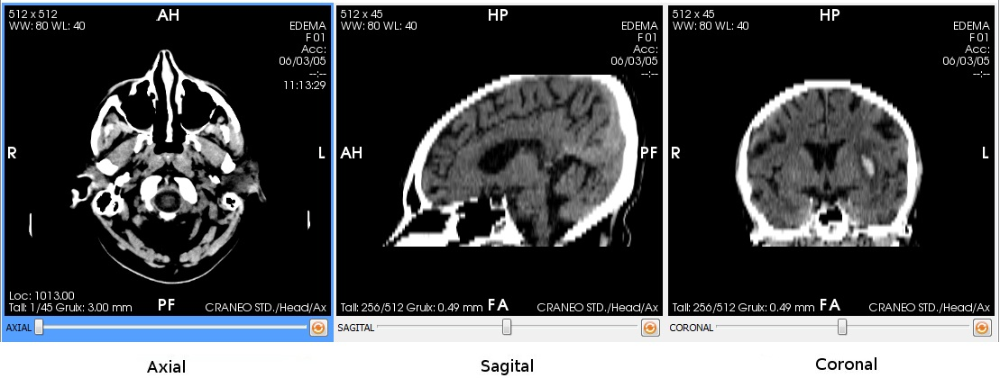 512 x 512
WW: 80 WL: 40
AH
EDEMA
F 01
Acc:
06/03/05
--:--
11:13:29
R
L
Loc: 1013.00
Tall: 1/45 Gruix: 3.00 mm
PF
CRANEO STD./Head/Ax
AXIAL
Axial
512 x 45
WW: 80 WL: 40
HP
EDEMA
F 01
Acc:
06/03/05
--:--
AH
PF
Tall: 256/512 Gruix: 0.49 mm
FA
CRANEO STD./Head/Ax
SAGITAL
Sagital
512 x 45
WW: 80 WL: 40
HP
EDEMA
F 01
Acc:
06/03/05
--:--
R
L
Tall: 256/512 Gruix: 0.49 mm
FA
CRANEO STD./Head/Ax
CORONAL
Coronal